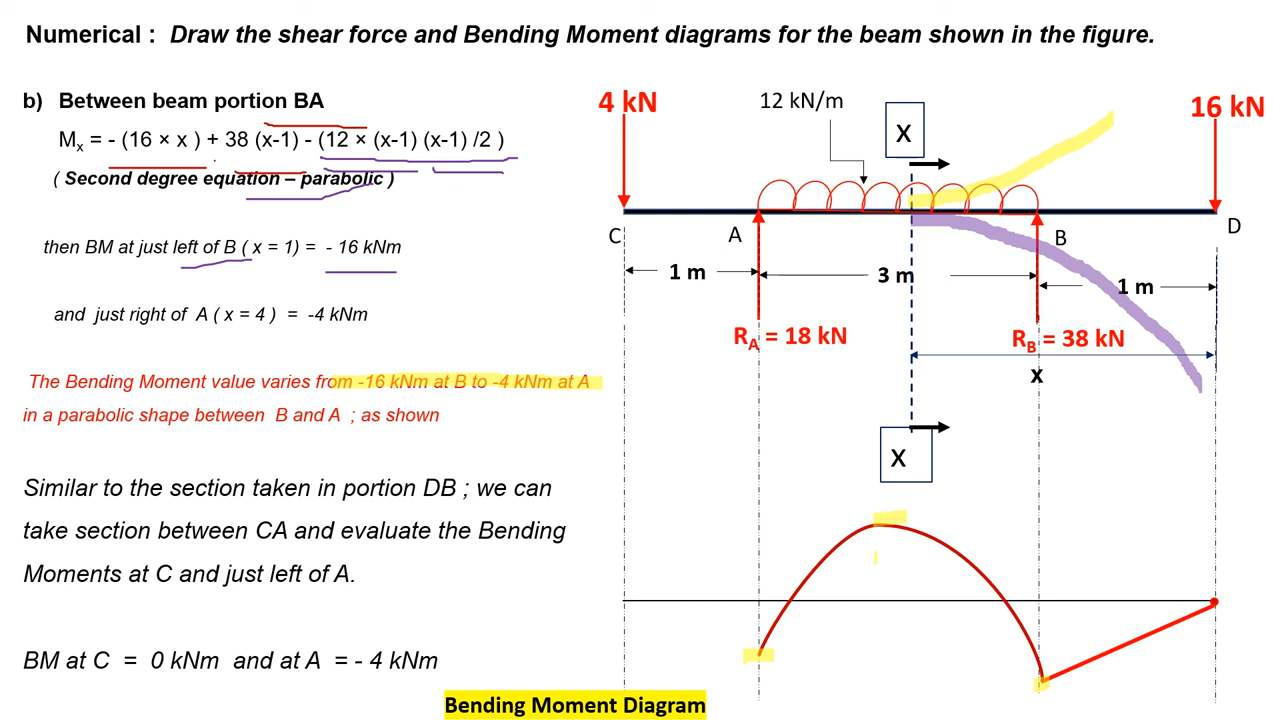 Numerical : Draw the shear force and Bending Moment diagrams for the beam shown in the figure.
b) Between beam portion BA
Mₓ = - (16 × x ) + 38 (x-1) - (12 × (x-1) (x-1) /2 )
( Second degree equation – parabolic )
then BM at just left of B ( x = 1) = - 16 kNm
and just right of A ( x = 4 ) = -4 kNm
The Bending Moment value varies from -16 kNm at B to -4 kNm at A
in a parabolic shape between B and A ; as shown
Similar to the section taken in portion DB ; we can
take section between CA and evaluate the Bending
Moments at C and just left of A.
BM at C = 0 kNm and at A = - 4 kNm
4 kN
12 kN/m
X
16 kN
C
A
B
D
1 m
3 m
1 m
R_A = 18 kN
R_B = 38 kN
x
X
Bending Moment Diagram